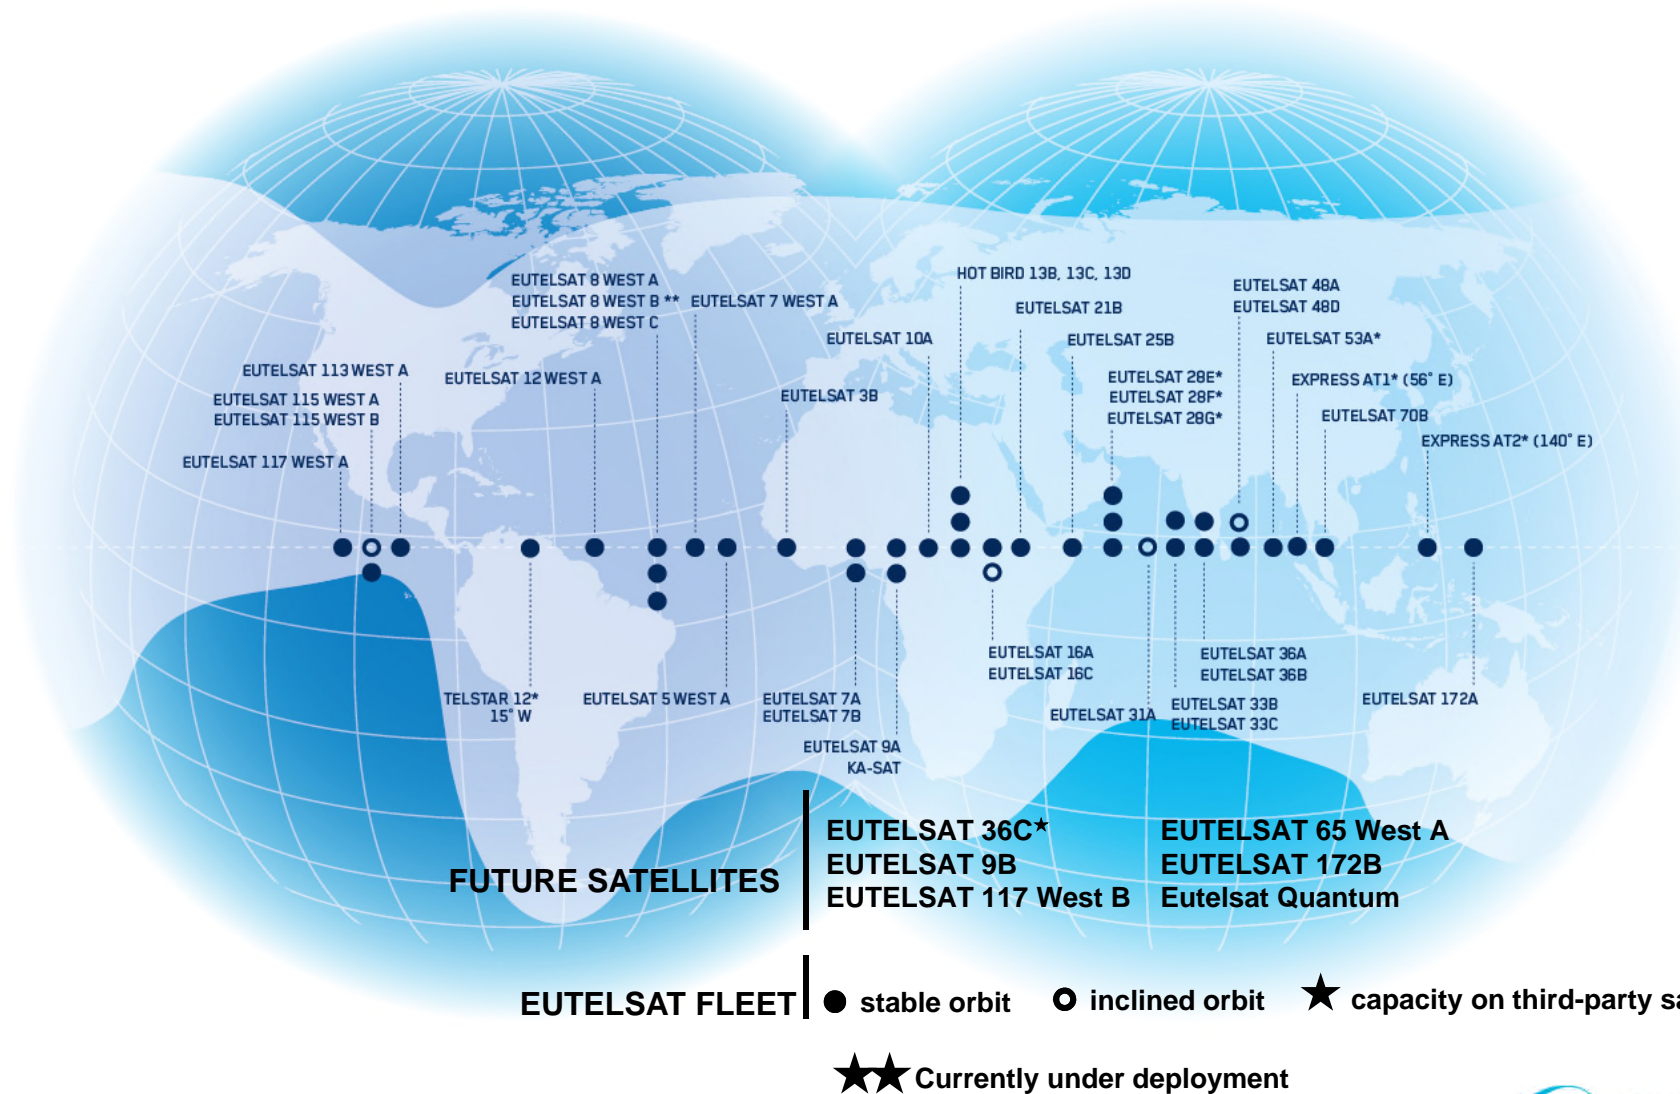 EUTELSAT 8 WEST A
EUTELSAT 8 WEST B **
EUTELSAT 8 WEST C
EUTELSAT 7 WEST A
HOT BIRD 13B, 13C, 13D
EUTELSAT 21B
EUTELSAT 48A
EUTELSAT 48D
EUTELSAT 10A
EUTELSAT 25B
EUTELSAT 53A*
EUTELSAT 113 WEST A
EUTELSAT 12 WEST A
EUTELSAT 28E*
EUTELSAT 28F*
EUTELSAT 28G*
EXPRESS AT1* (56° E)
EUTELSAT 115 WEST A
EUTELSAT 115 WEST B
EUTELSAT 3B
EUTELSAT 70B
EXPRESS AT2* (140° E)
EUTELSAT 117 WEST A
EUTELSAT 16A
EUTELSAT 16C
EUTELSAT 36A
EUTELSAT 36B
TELSTAR 12*
15° W
EUTELSAT 5 WEST A
EUTELSAT 7A
EUTELSAT 7B
EUTELSAT 31A
EUTELSAT 33B
EUTELSAT 33C
EUTELSAT 172A
EUTELSAT 9A
KA-SAT
FUTURE SATELLITES
EUTELSAT 36C★
EUTELSAT 9B
EUTELSAT 117 West B
EUTELSAT 65 West A
EUTELSAT 172B
Eutelsat Quantum
EUTELSAT FLEET
stable orbit
inclined orbit
★ capacity on third-party sa
★★ Currently under deployment